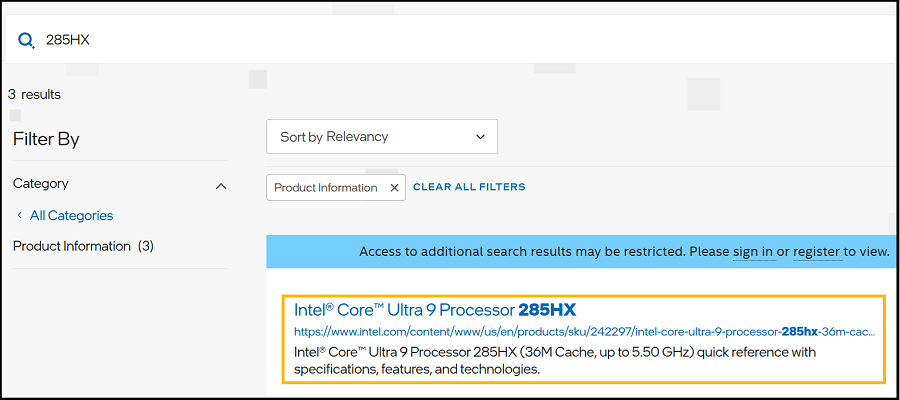 285HX
3 results
Filter By
Category
< All Categories
Product Information (3)
Sort by Relevancy
Product Information ×
CLEAR ALL FILTERS
Access to additional search results may be restricted. Please sign in or register to view.
Intel® Core™ Ultra 9 Processor 285HX
https://www.intel.com/content/www/us/en/products/sku/242297/intel-core-ultra-9-processor-285hx-36m-cac...
Intel® Core™ Ultra 9 Processor 285HX (36M Cache, up to 5.50 GHz) quick reference with
specifications, features, and technologies.